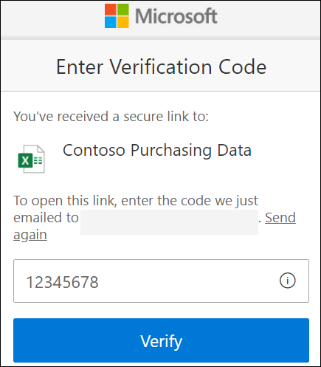 Microsoft
Enter Verification Code
You've received a secure link to:
Contoso Purchasing Data
To open this link, enter the code we just
emailed to . Send
again
12345678
Verify